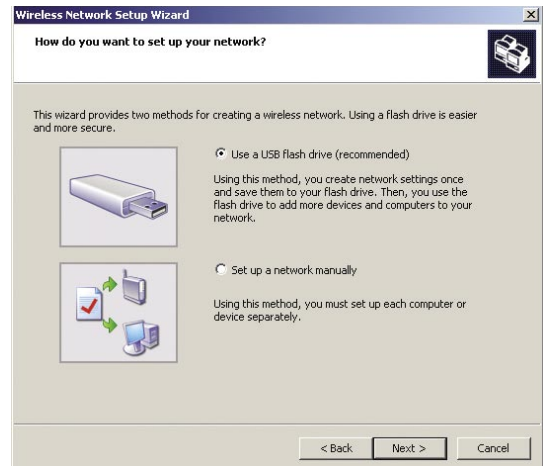 Wireless Network Setup Wizard
How do you want to set up your network?
This wizard provides two methods for creating a wireless network. Using a flash drive is easier
and more secure.
Use a USB flash drive (recommended)
Using this method, you create network settings once
and save them to your flash drive. Then, you use the
flash drive to add more devices and computers to your
network.
Set up a network manually
Using this method, you must set up each computer or
device separately.
< Back
Next >
Cancel